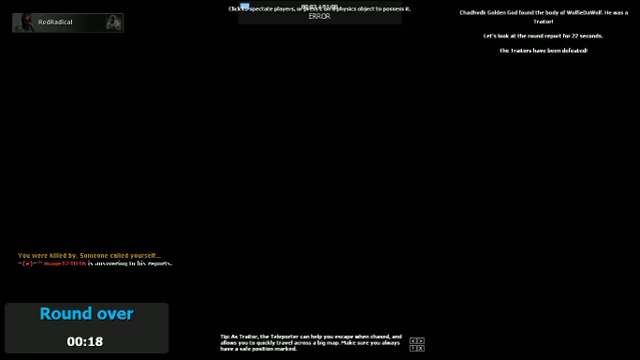 RedRadical
Click to spectate players, or press on a physics object to possess it.
ERROR
Chadhvdk Golden God found the body of WolfieDaWolf. He was a
Traitor!
Let's look at the round report for 22 seconds.
The Traitors have been defeated!
You were killed by, Someone called yourself...
is answering to his reports.
Round over
00:18
Tip: As Traitor, the Teleporter can help you escape when chased, and
allows you to quickly travel across a big map. Make sure you always
have a safe position marked.